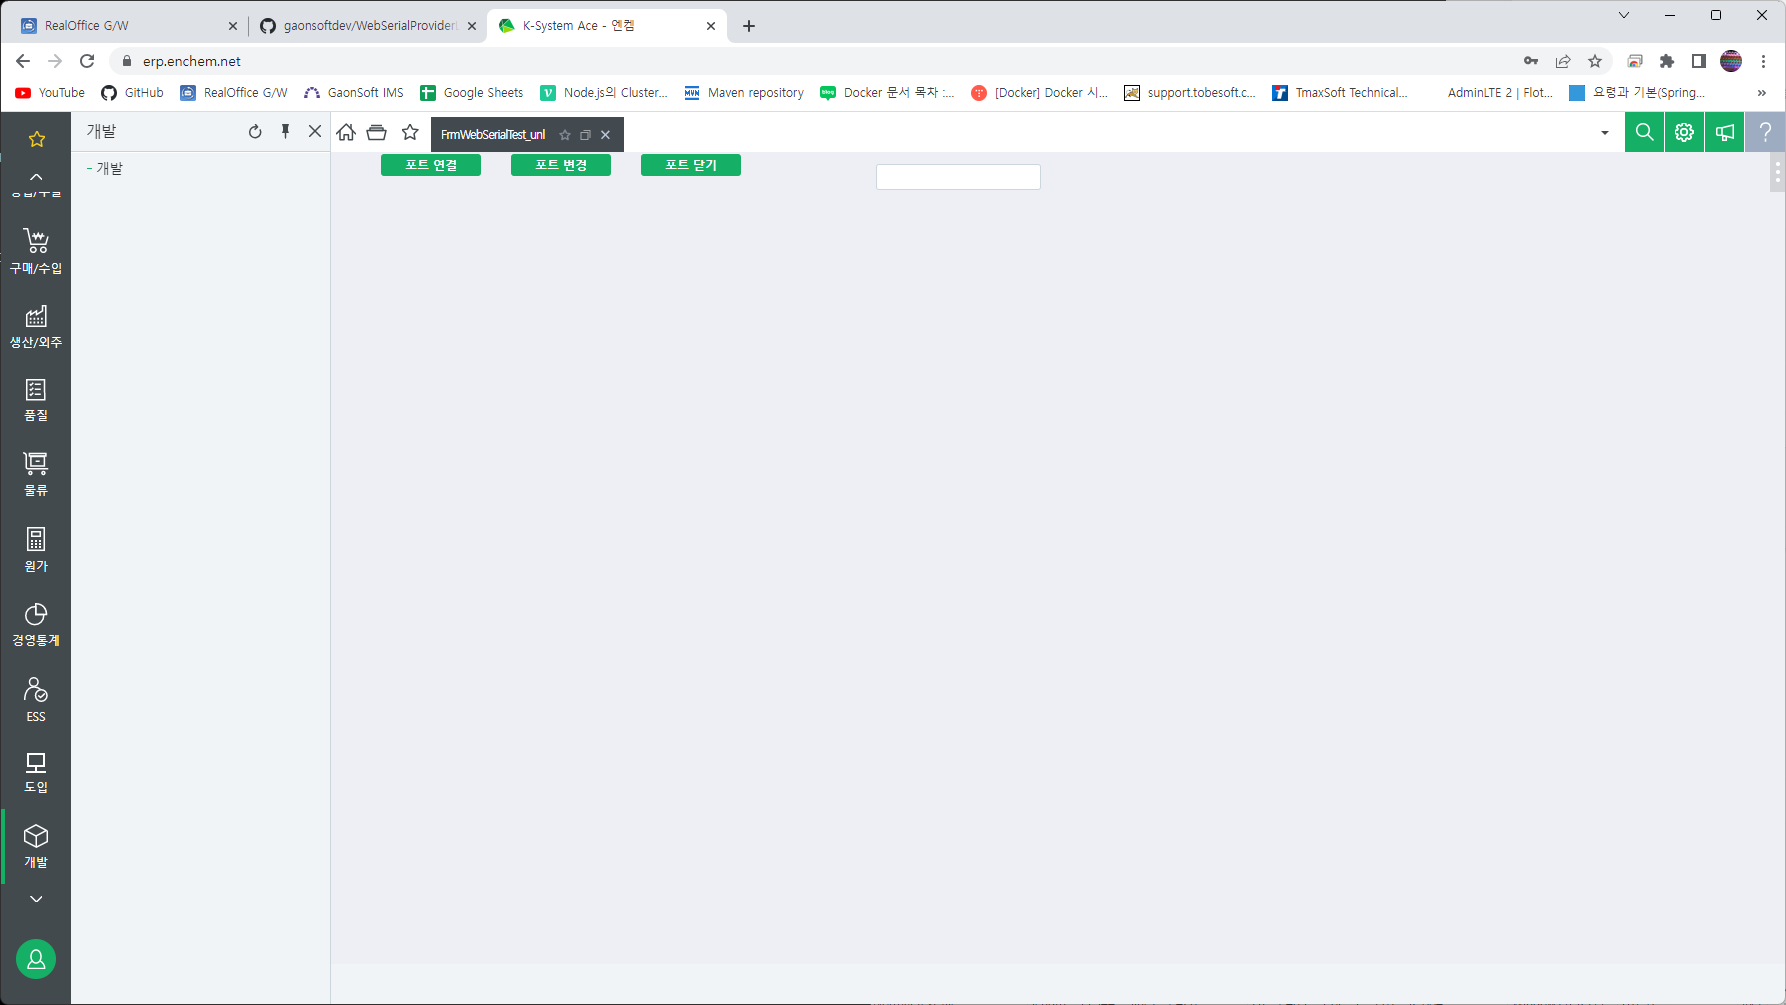 RealOffice G/W
gaonsoftdev/WebSerialProvider
K-System Ace - 엔켐
erp.enchem.net
YouTube
GitHub
RealOffice G/W
GaonSoft IMS
Google Sheets
Node.js의 Cluster...
Maven repository
Docker 문서 목차 :...
[Docker] Docker 시...
support.tobesoft.c...
TmaxSoft Technical...
AdminLTE 2 | Flot...
요령과 기본(Spring...
개발
FrmWebSerialTest_unl
- 개발
포트 연결
포트 변경
포트 닫기
구매/수입
생산/외주
품질
물류
원가
경영통계
ESS
도입
개발